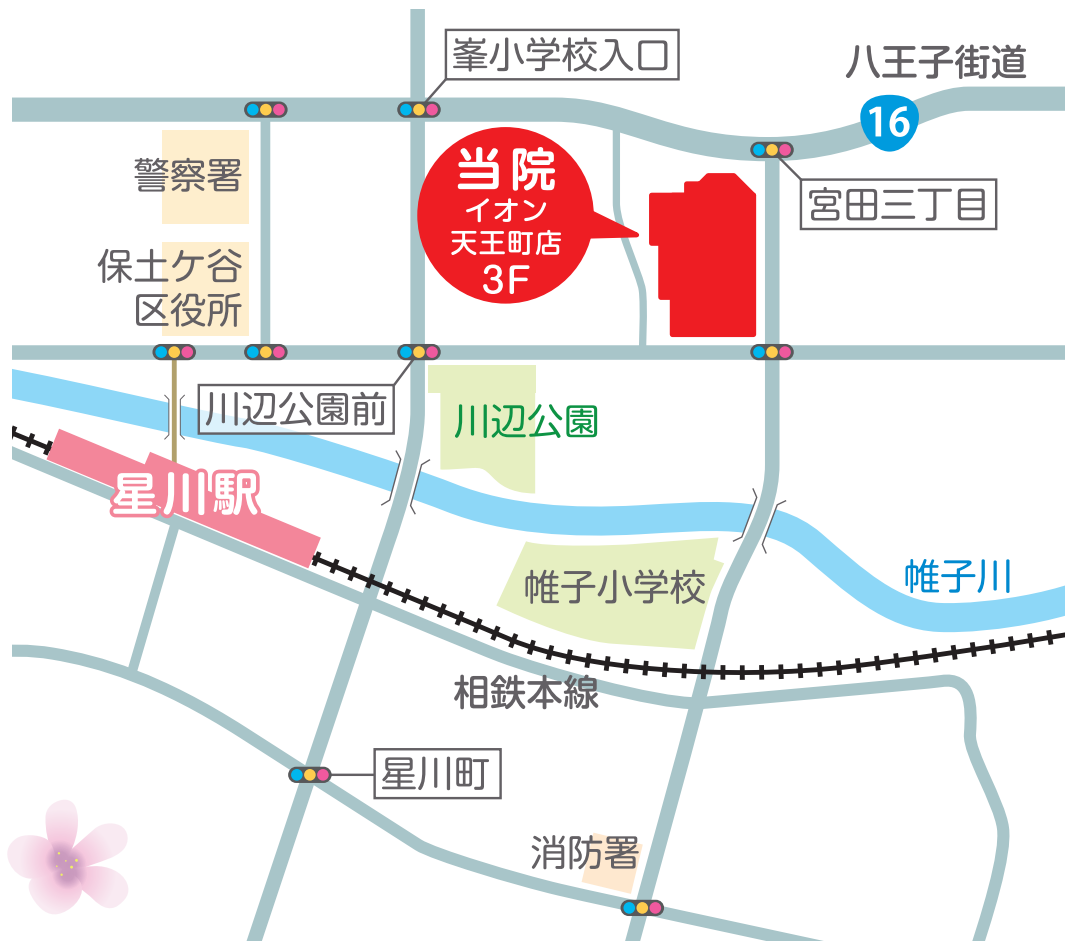 峯小学校入口
八王子街道
16
警察署
当院
イオン
天王町店
3F
宮田三丁目
保土ケ谷
区役所
川辺公園前
川辺公園
星川駅
帷子小学校
帷子川
相鉄本線
星川町
消防署